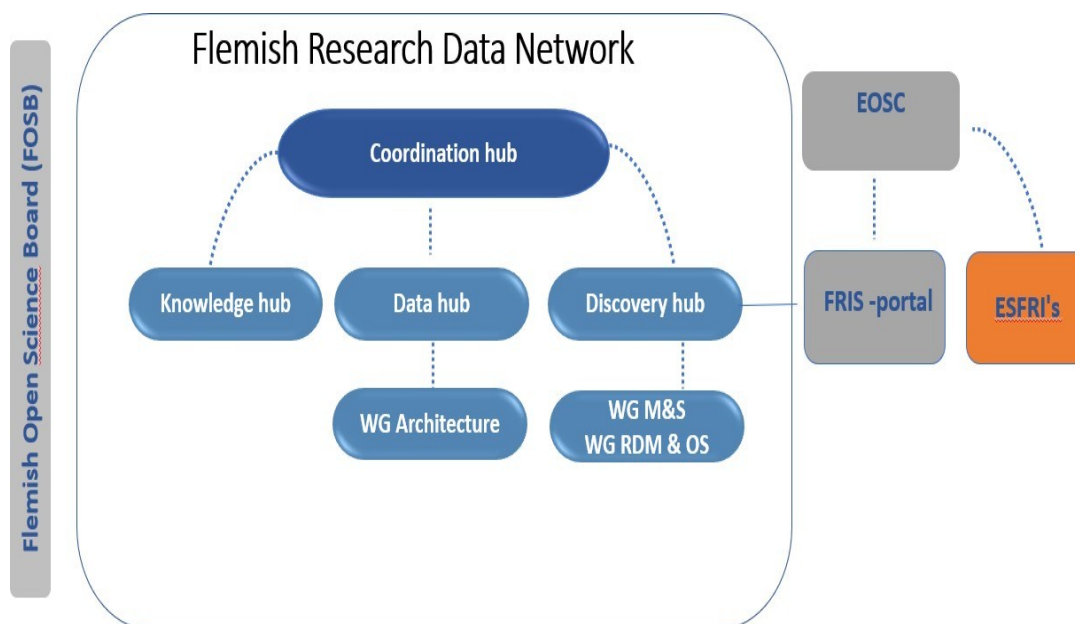 Flemish Open Science Board (FOSB)
Flemish Research Data Network
Coordination hub
Knowledge hub
Data hub
Discovery hub
WG Architecture
WG M&S
WG RDM & OS
EOSC
FRIS -portal
ESFRI's